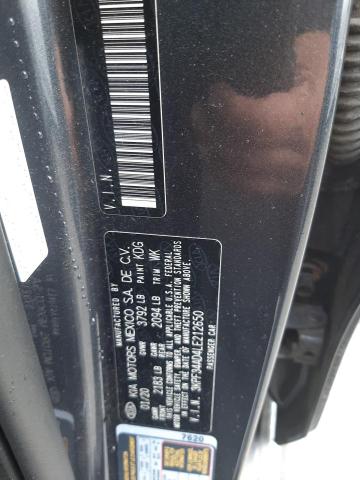 V.I.N.
KIA MOTORS MEXICO S.A. DE C.V.
01/20 GVWR 3792 LB PAINT KDG
GAWR FRONT 2183 LB GAWR REAR 2094 LB TRIM WK
THIS VEHICLE CONFORMS TO ALL APPLICABLE U.S.A. FEDERAL
MOTOR VEHICLE SAFETY, BUMPER, AND THEFT PREVENTION
STANDARDS IN EFFECT ON THE DATE OF MANUFACTURE SHOWN ABOVE.
V.I.N. : 3KPF34AD4LE212650
PASSENGER CAR
7620